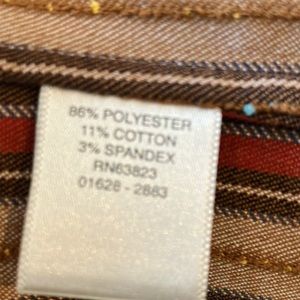 86% POLYESTER
11% COTTON
3% SPANDEX
RN63823
01628 - 2883